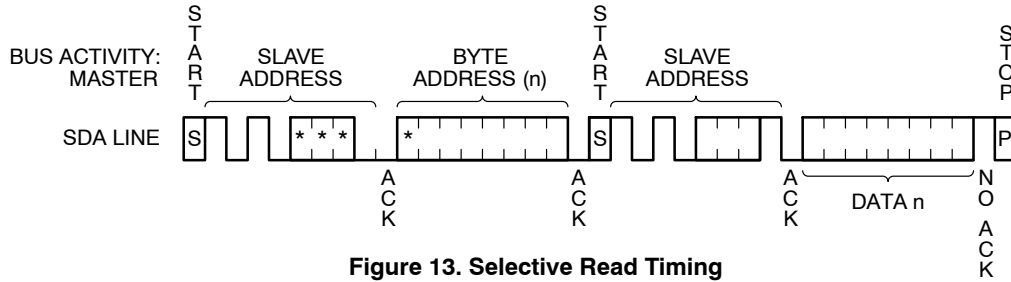 START
START
STOP
BUS ACTIVITY:
MASTER
SLAVE
ADDRESS
BYTE
ADDRESS (n)
SLAVE
ADDRESS
SDA LINE
S
* * *
*
S
P
ACK
ACK
ACK
DATA n
NO ACK
Figure 13. Selective Read Timing